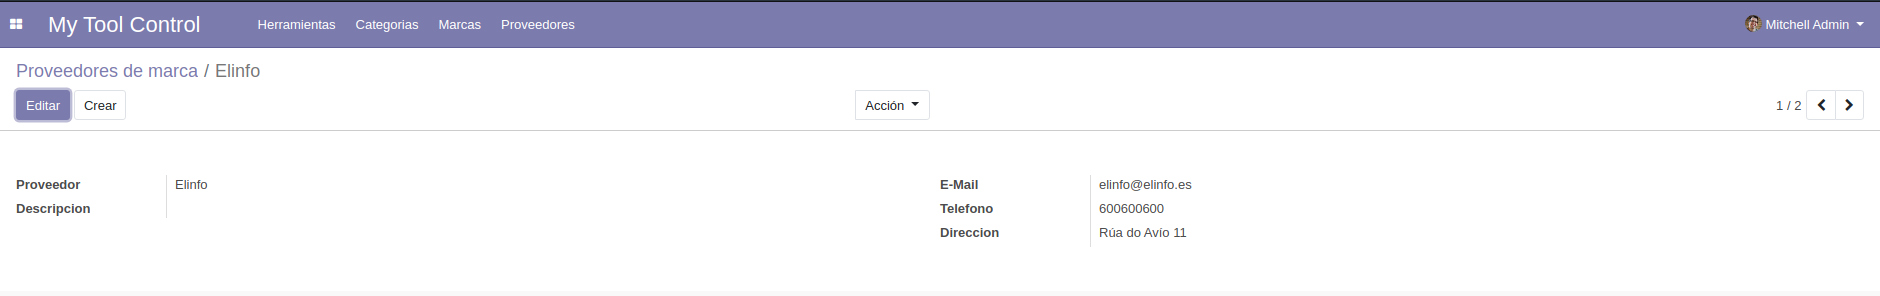 My Tool Control Herramientas Categorias Marcas Proveedores Mitchell Admin
Proveedores de marca / Elinfo
Editar Crear Acción 1 / 2
Proveedor Elinfo E-Mail elinfo@elinfo.es
Descripcion Telefono 600600600
Direccion Rúa do Avío 11